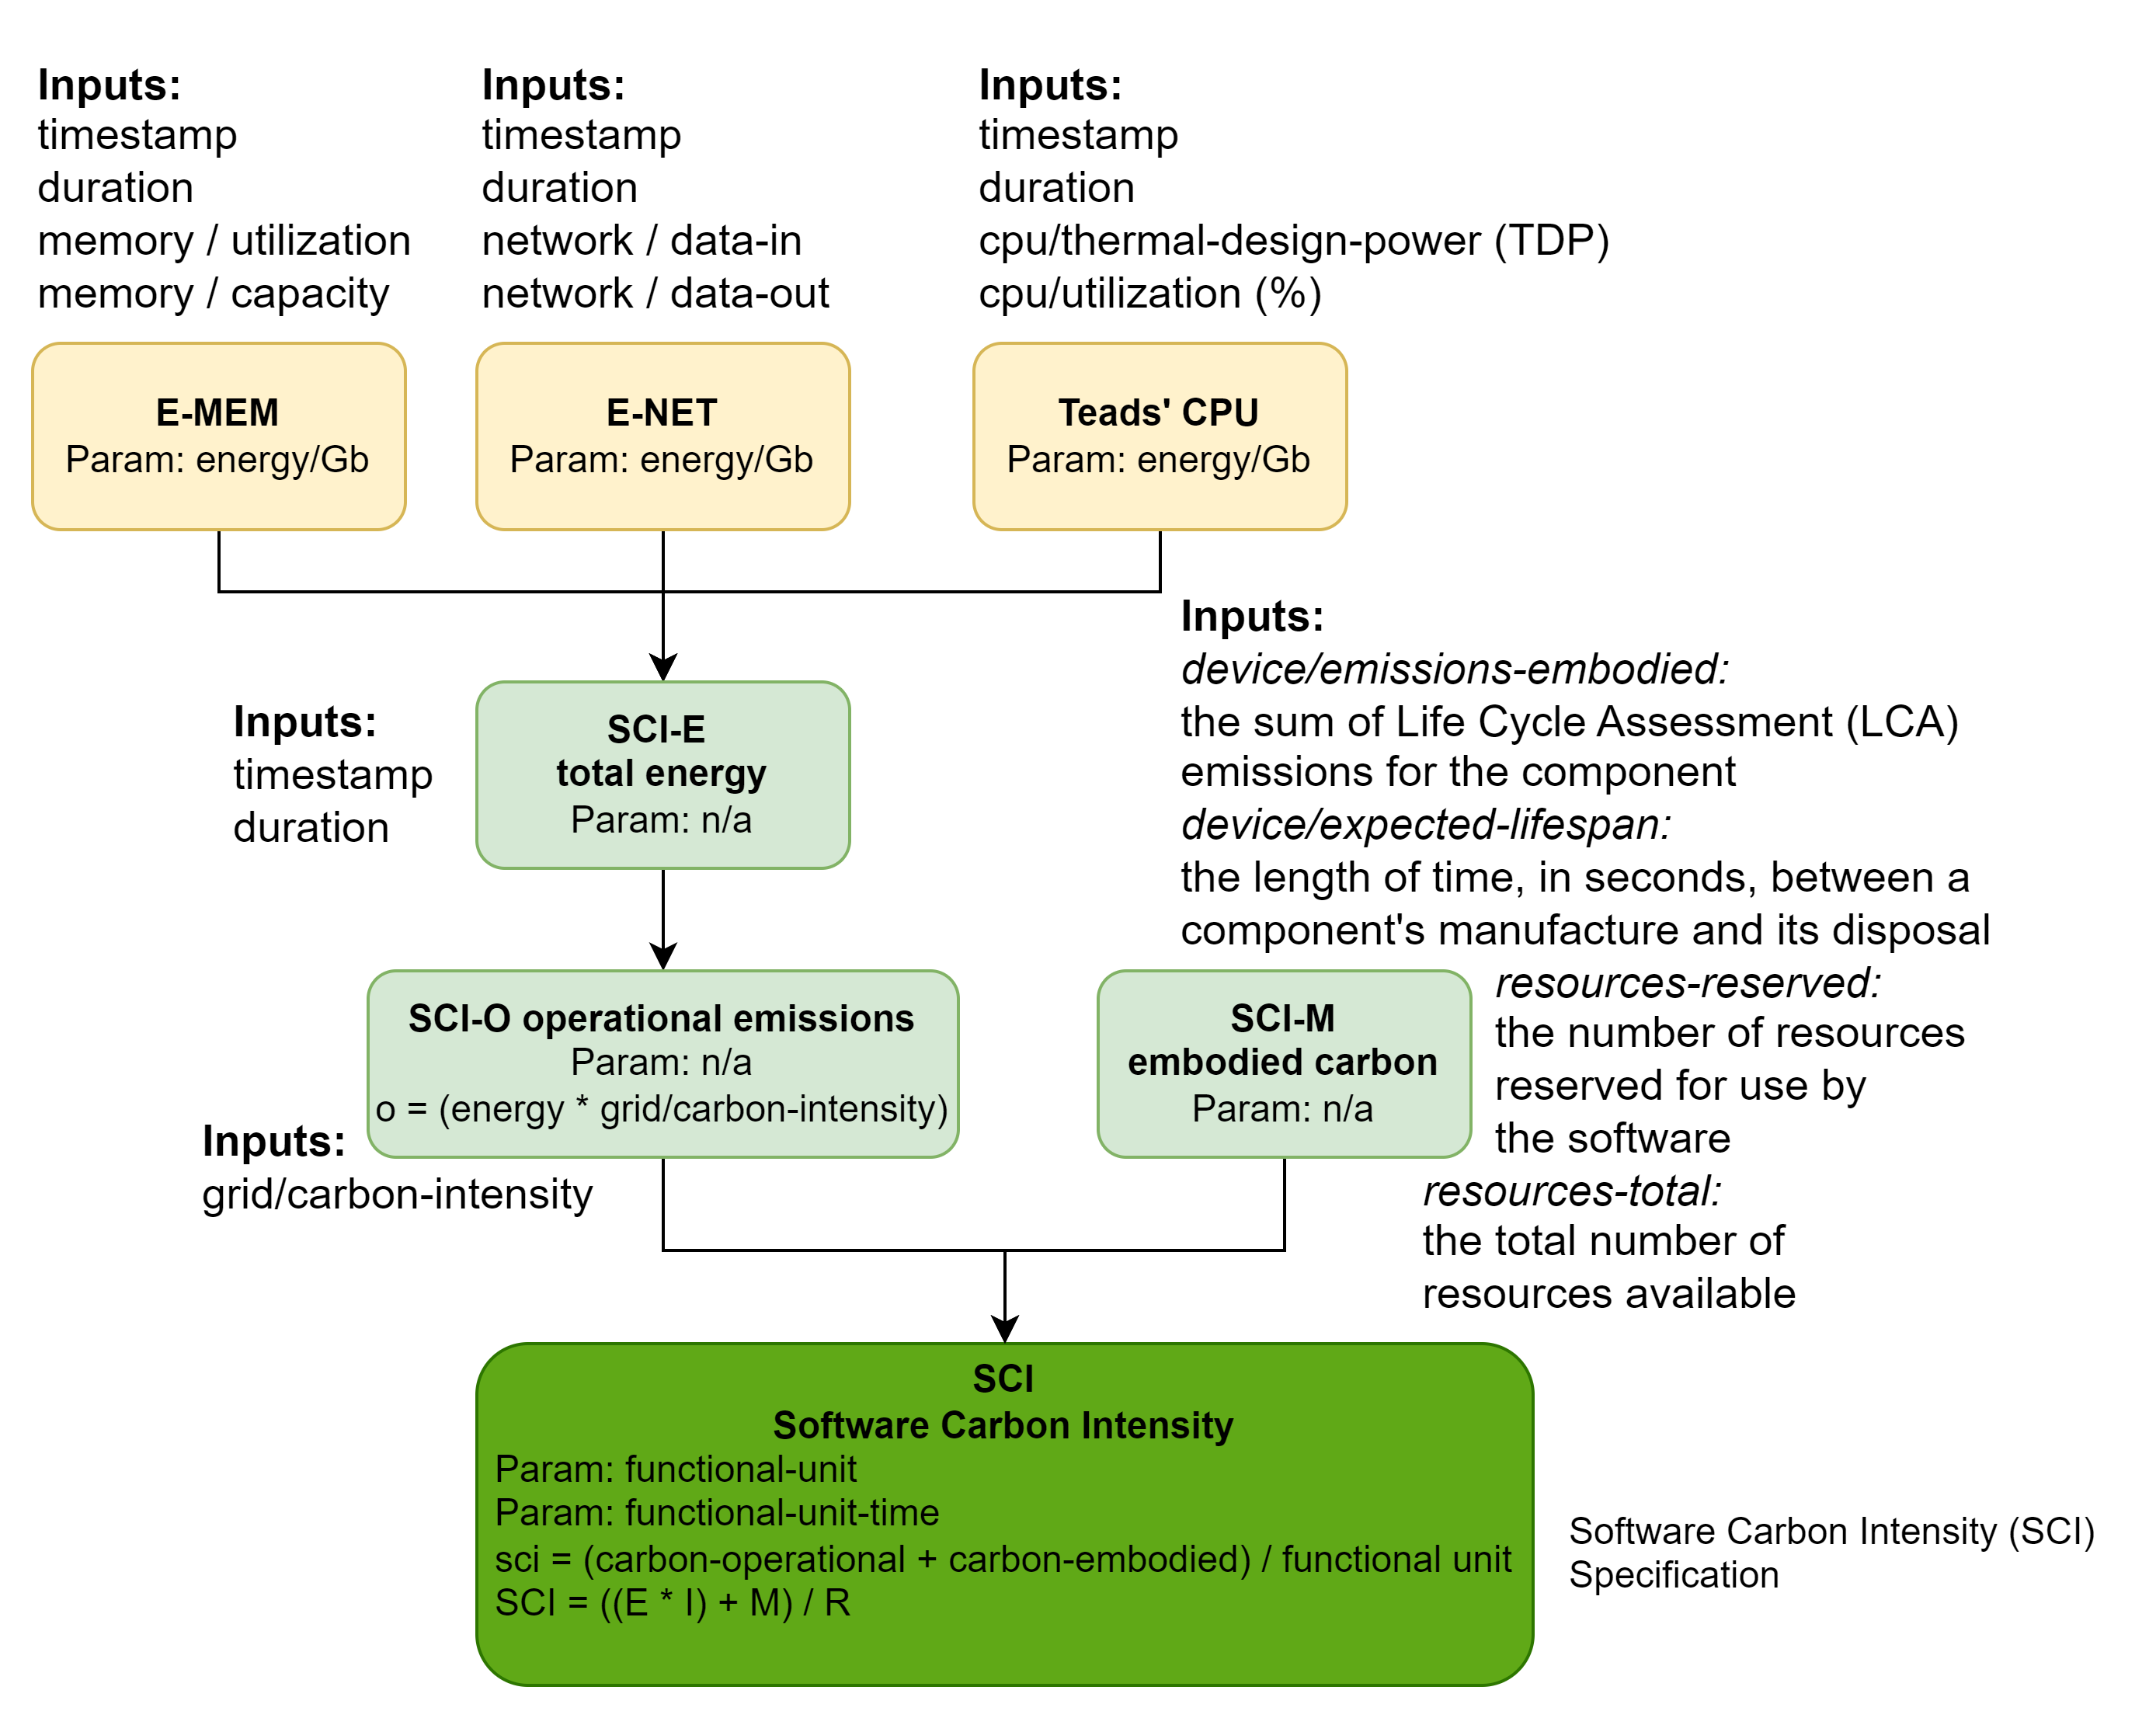 Inputs:
timestamp
duration
memory / utilization
memory / capacity
Inputs:
timestamp
duration
network / data-in
network / data-out
Inputs:
timestamp
duration
cpu/thermal-design-power (TDP)
cpu/utilization (%)
E-MEM
Param: energy/Gb
E-NET
Param: energy/Gb
Teads' CPU
Param: energy/Gb
Inputs:
timestamp
duration
SCI-E
total energy
Param: n/a
Inputs:
device/emissions-embodied:
the sum of Life Cycle Assessment (LCA)
emissions for the component
device/expected-lifespan:
the length of time, in seconds, between a
component's manufacture and its disposal
resources-reserved:
the number of resources
reserved for use by
the software
resources-total:
the total number of
resources available
SCI-O operational emissions
Param: n/a
o = (energy * grid/carbon-intensity)
Inputs:
grid/carbon-intensity
SCI-M
embodied carbon
Param: n/a
SCI
Software Carbon Intensity
Param: functional-unit
Param: functional-unit-time
sci = (carbon-operational + carbon-embodied) / functional unit
SCI = ((E * I) + M) / R
Software Carbon Intensity (SCI)
Specification